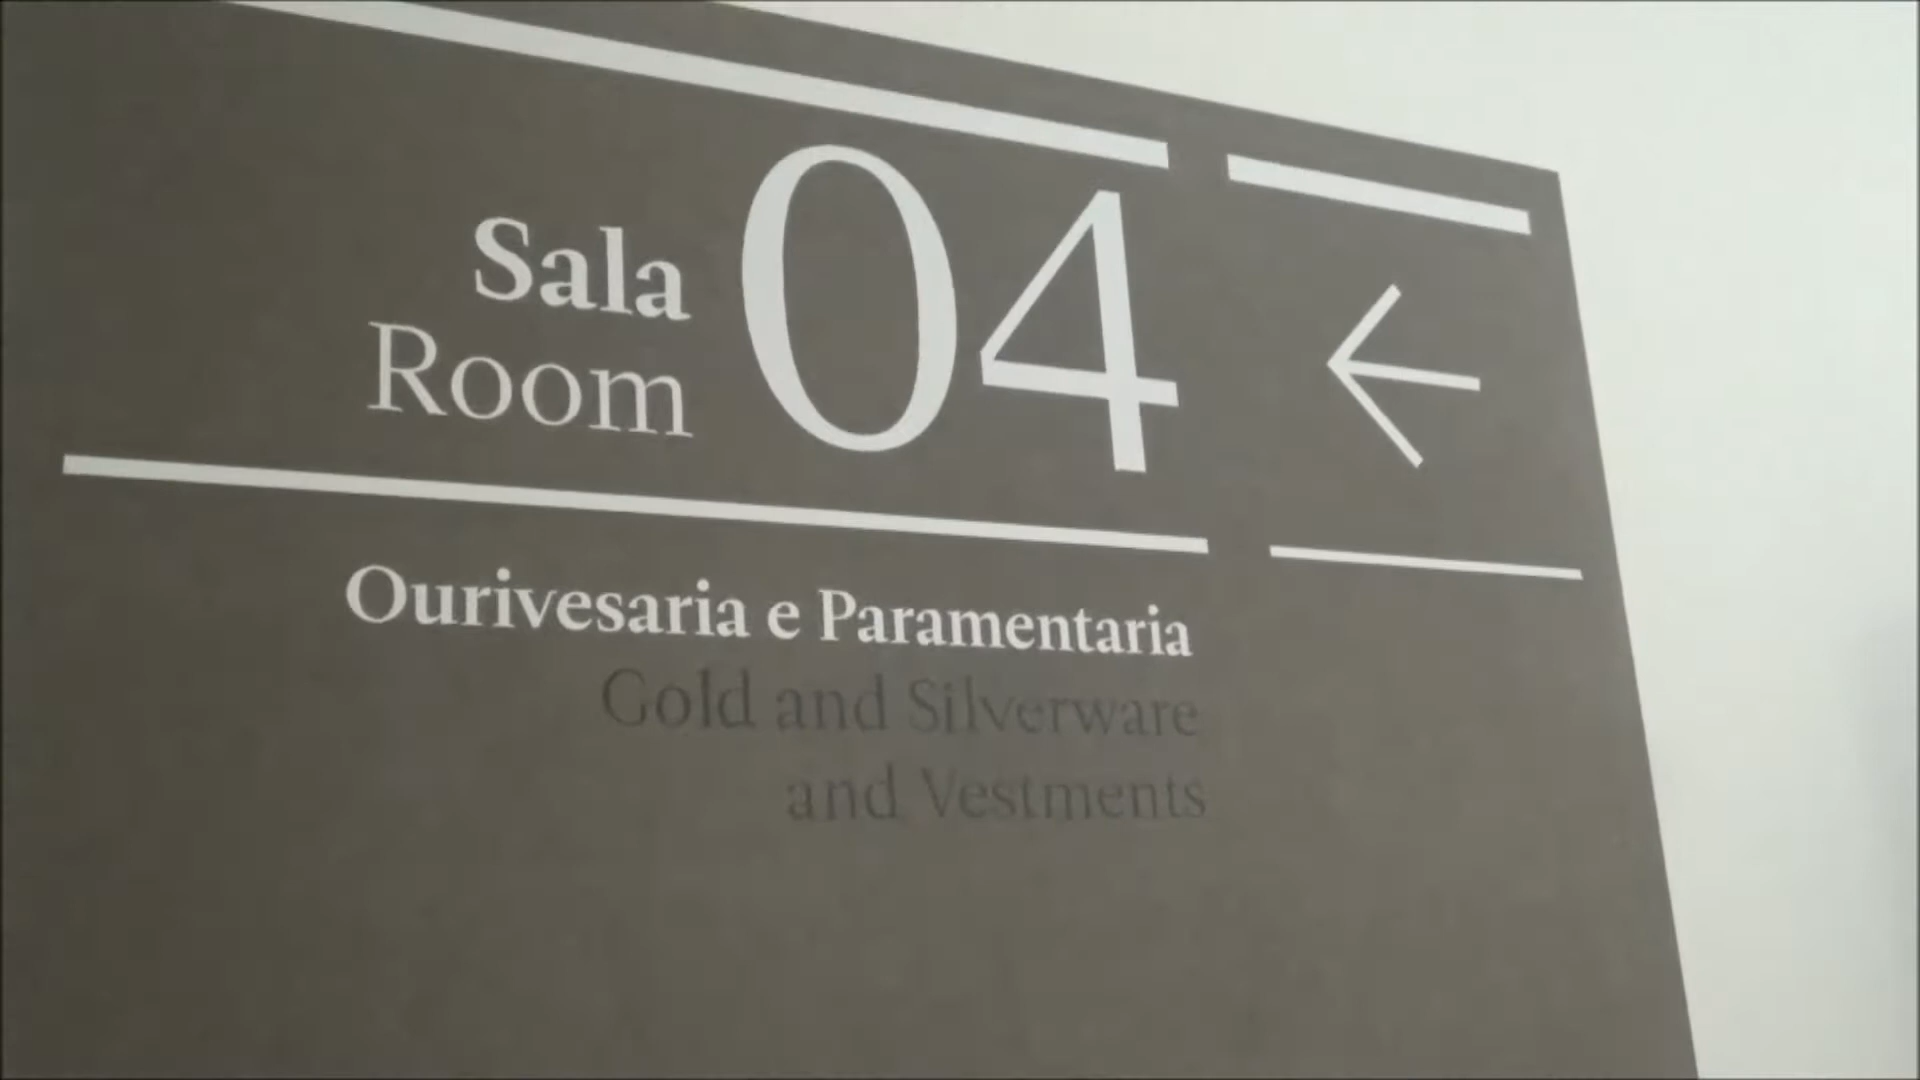 Sala
Room
04
Ourivesaria e Paramentaria
Gold and Silverware
and Vestments